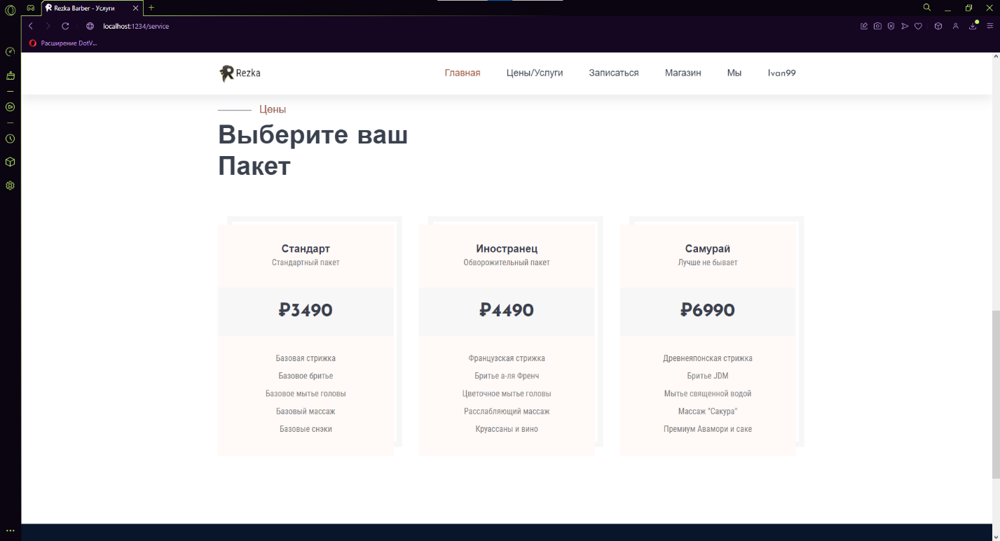 Rezka Barber - Услуги
localhost:1234/service
Расширение DotV...
Rezka
Главная
Цены/Услуги
Записаться
Магазин
Мы
Ivan99
Цены
Выберите ваш
Пакет
Стандарт
Стандартный пакет
₽3490
Базовая стрижка
Базовое бритье
Базовое мытье головы
Базовый массаж
Базовые снэки
Иностранец
Обворожительный пакет
₽4490
Французская стрижка
Бритье а-ля Френч
Цветочное мытье головы
Расслабляющий массаж
Круассаны и вино
Самурай
Лучше не бывает
₽6990
Древнеяпонская стрижка
Бритье JDM
Мытье священной водой
Массаж "Сакура"
Премиум Авамори и саке